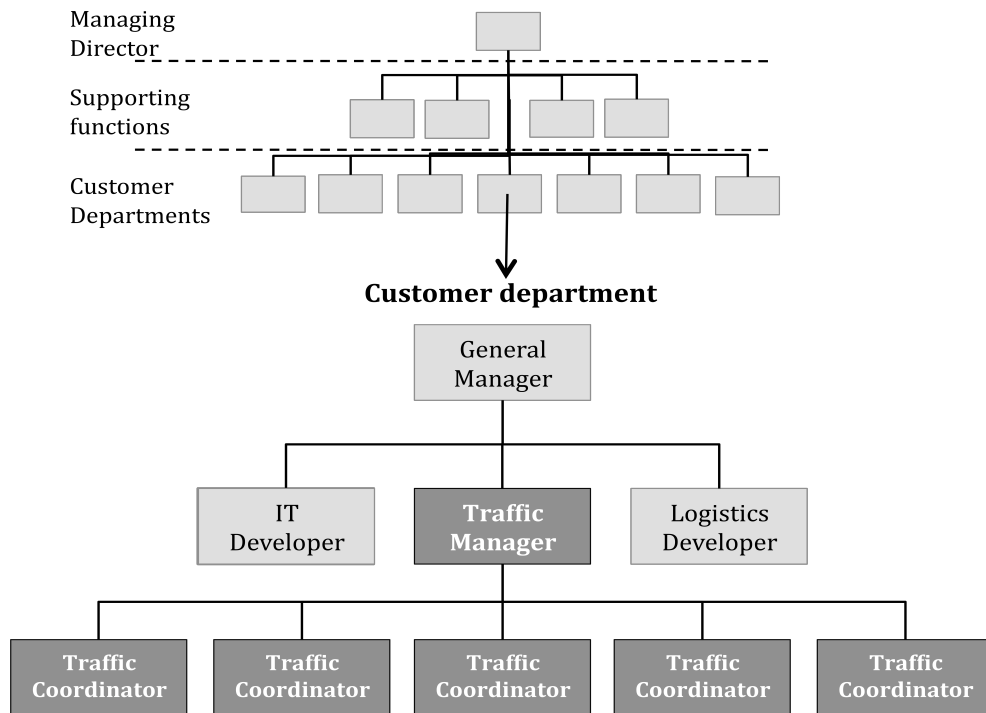 Managing
Director
Supporting
functions
Customer
Departments
Customer department
General
Manager
IT
Developer
Traffic
Manager
Logistics
Developer
Traffic
Coordinator
Traffic
Coordinator
Traffic
Coordinator
Traffic
Coordinator
Traffic
Coordinator